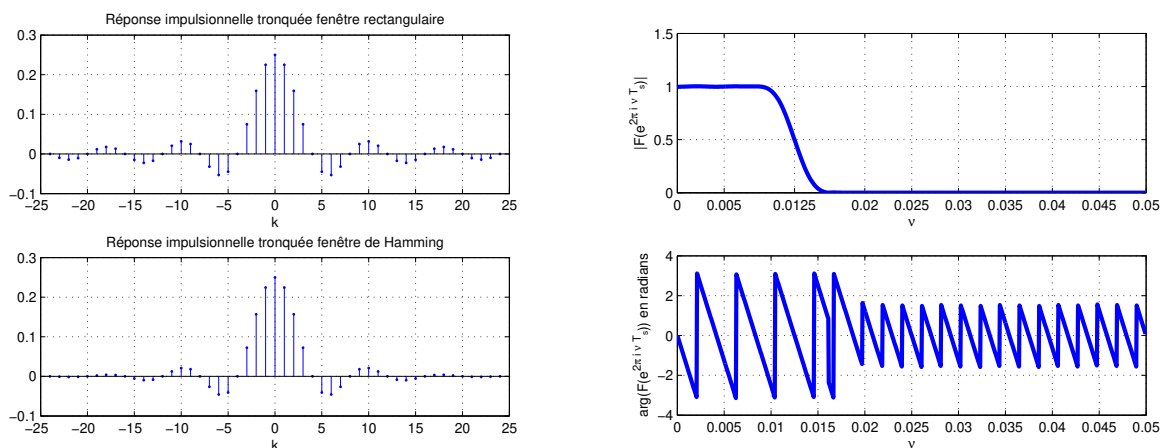 Réponse impulsionnelle tronquée fenêtre rectangulaire
0.3
0.2
0.1
0
−0.1
−25 −20 −15 −10 −5 0 5 10 15 20 25
k
Réponse impulsionnelle tronquée fenêtre de Hamming
0.3
0.2
0.1
0
−0.1
−25 −20 −15 −10 −5 0 5 10 15 20 25
k
|F(e^{2π i ν T_s})|
1.5
1
0.5
0
0 0.005 0.0125 0.02 0.025 0.03 0.035 0.04 0.045 0.05
ν
arg(F(e^{2π i ν T_s})) en radians
4
2
0
−2
−4
0 0.005 0.01 0.015 0.02 0.025 0.03 0.035 0.04 0.045 0.05
ν